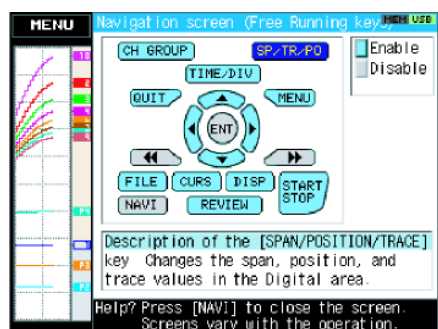 MENU
Navigation screen (Free Running key)
MEM USB
CH GROUP
SP/TR/PO
Enable
Disable
TIME/DIV
QUIT
MENU
ENT
FILE
CURS
DISP
START
STOP
NAVI
REVIEW
Description of the [SPAN/POSITION/TRACE]
key Changes the span, position, and
trace values in the Digital area.
Help? Press [NAVI] to close the screen.
Screens vary with the operation.